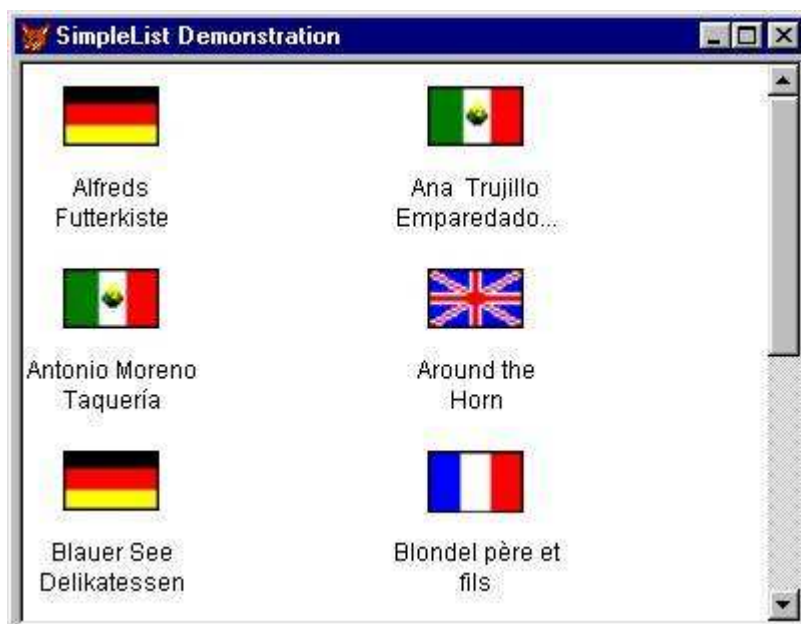 SimpleList Demonstration
Alfreds
Futterkiste
Ana Trujillo
Emparedado...
Antonio Moreno
Taquería
Around the
Horn
Blauer See
Delikatessen
Blondel père et
fils